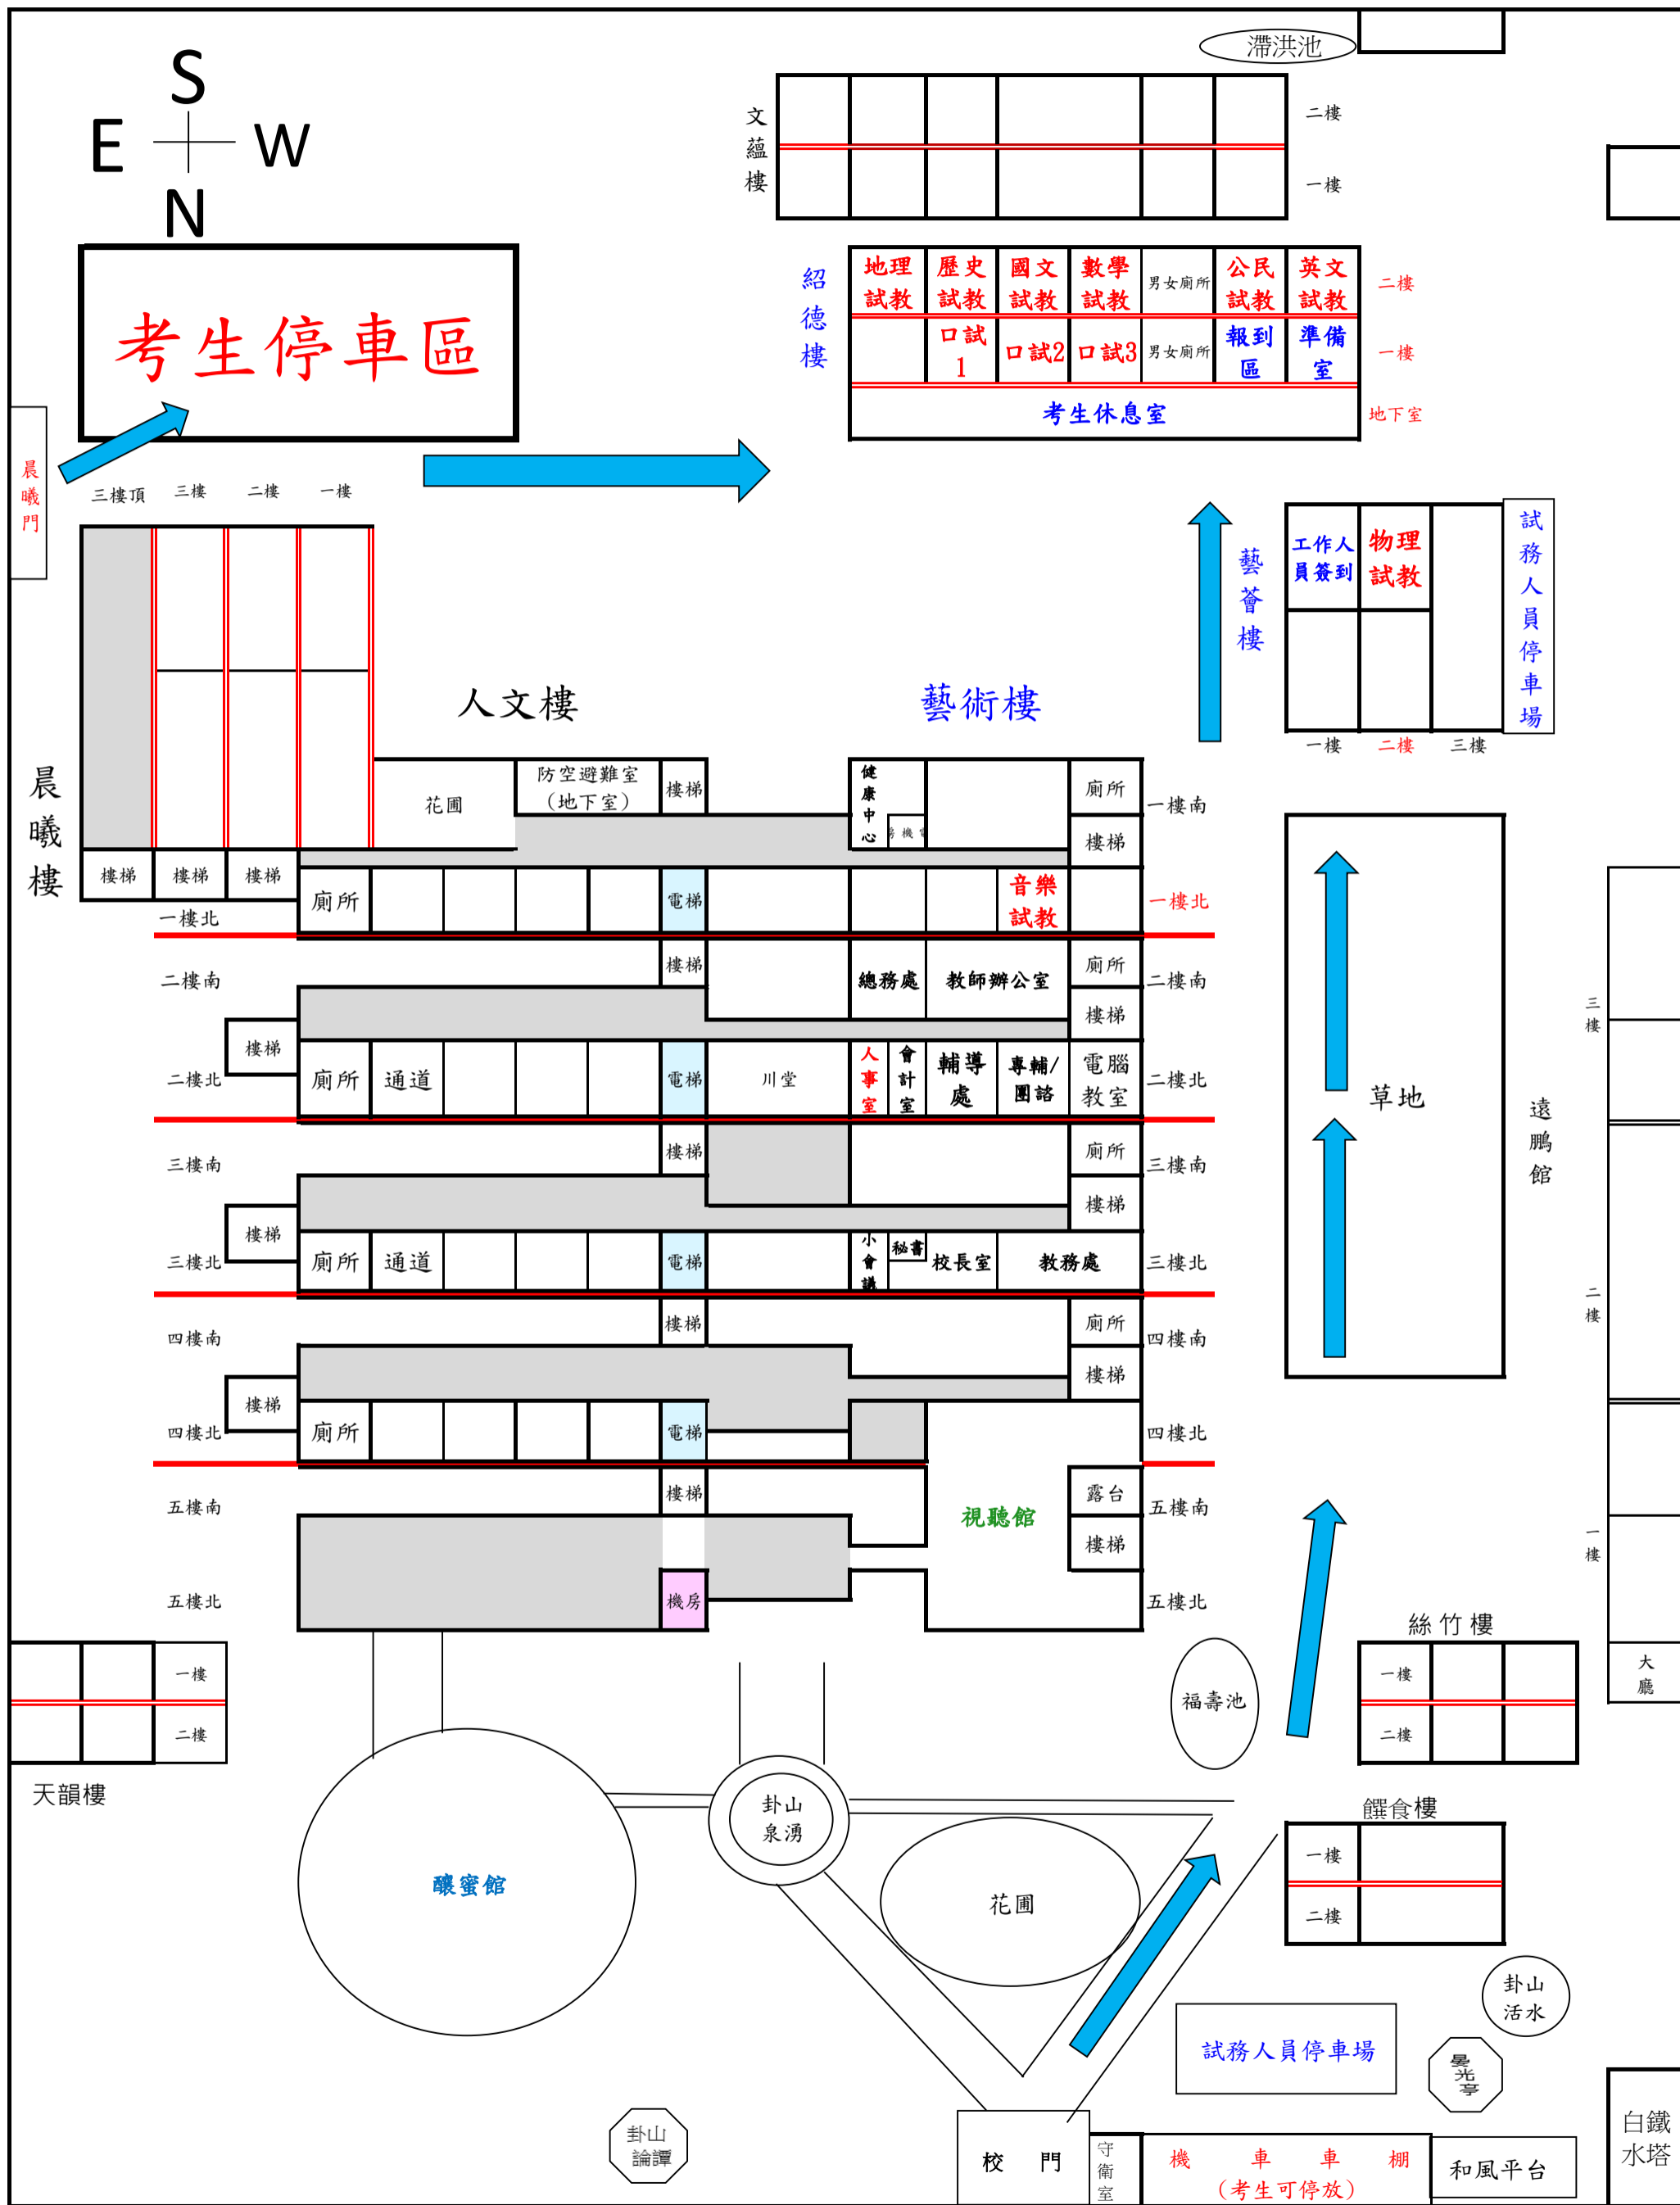 滯洪池
S
E W
N
文蘊樓
二樓
一樓
考生停車區
紹德樓
地理試教
歷史試教
國文試教
數學試教
男女廁所
公民試教
英文試教
二樓
口試1
口試2
口試3
男女廁所
報到區
準備室
一樓
考生休息室
地下室
晨曦門
三樓頂
三樓
二樓
一樓
藝薈樓
工作人員簽到
物理試教
試務人員停車場
一樓
二樓
三樓
人文樓
藝術樓
晨曦樓
花圃
防空避難室
(地下室)
樓梯
健康中心
廁所
一樓南
樓梯
樓梯
樓梯
樓梯
一樓北
廁所
電梯
音樂試教
一樓北
二樓南
樓梯
總務處
教師辦公室
廁所
二樓南
樓梯
樓梯
二樓北
廁所
通道
電梯
川堂
人事室
會計室
輔導處
專輔/團諮
電腦教室
二樓北
草地
遠鵬館
三樓
二樓
一樓
大廳
三樓南
樓梯
廁所
三樓南
樓梯
樓梯
三樓北
廁所
通道
電梯
小會議
秘書
校長室
教務處
三樓北
四樓南
樓梯
廁所
四樓南
樓梯
樓梯
四樓北
廁所
電梯
四樓北
五樓南
樓梯
視聽館
露台
五樓南
樓梯
五樓北
機房
五樓北
絲竹樓
一樓
二樓
一樓
二樓
天韻樓
福壽池
卦山
泉湧
釀蜜館
花圃
饌食樓
一樓
二樓
卦山
活水
試務人員停車場
晏光亭
卦山
論譚
校門
守衛室
機車車棚
(考生可停放)
和風平台
白鐵
水塔